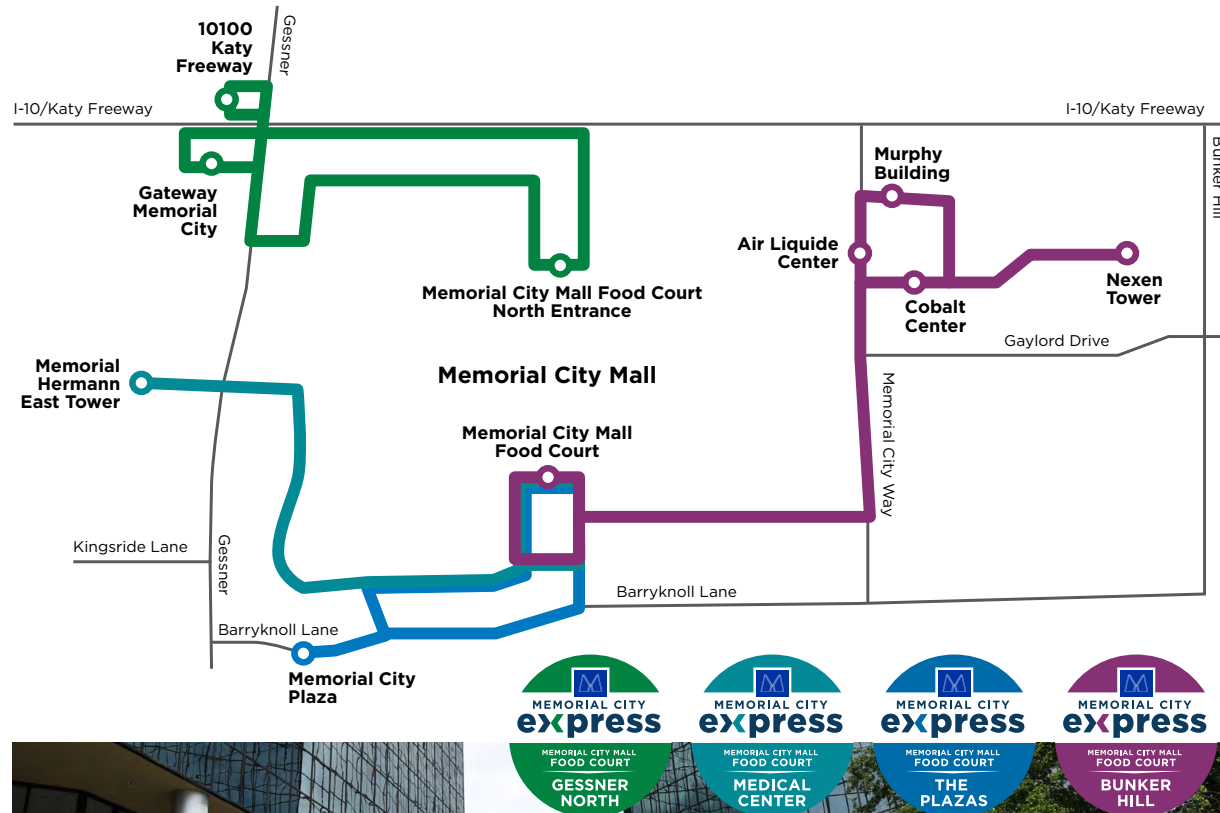 10100
Katy
Freeway
Gessner
I-10/Katy Freeway
I-10/Katy Freeway
Bunker Hill
Murphy
Building
Gateway
Memorial
City
Air Liquide
Center
Nexen
Tower
Memorial City Mall Food Court
North Entrance
Cobalt
Center
Gaylord Drive
Memorial
Hermann
East Tower
Memorial City Mall
Memorial City Way
Memorial City Mall
Food Court
Kingsride Lane
Gessner
Barryknoll Lane
Barryknoll Lane
Memorial City
Plaza
MEMORIAL CITY
express
MEMORIAL CITY MALL
FOOD COURT
GESSNER
NORTH
MEMORIAL CITY
express
MEMORIAL CITY MALL
FOOD COURT
MEDICAL
CENTER
MEMORIAL CITY
express
MEMORIAL CITY MALL
FOOD COURT
THE
PLAZAS
MEMORIAL CITY
express
MEMORIAL CITY MALL
FOOD COURT
BUNKER
HILL